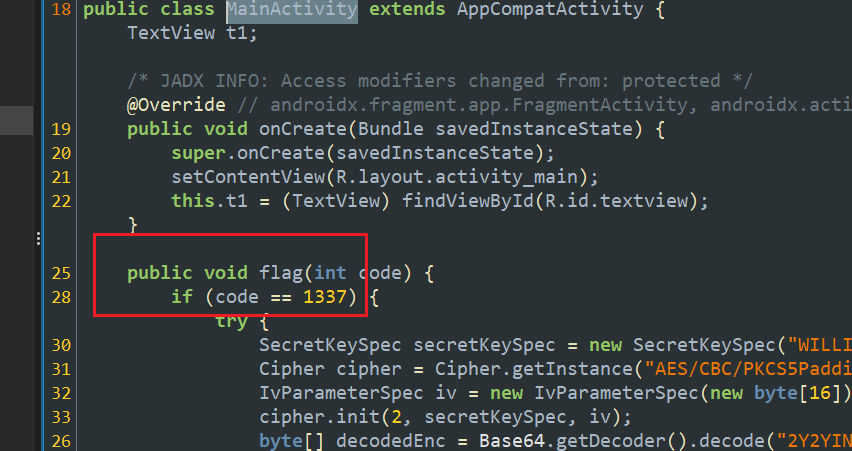 18 public class MainActivity extends AppCompatActivity {
TextView t1;
/* JADX INFO: Access modifiers changed from: protected */
@Override // androidx.fragment.app.FragmentActivity, androidx.acti
19 public void onCreate(Bundle savedInstanceState) {
20 super.onCreate(savedInstanceState);
21 setContentView(R.layout.activity_main);
22 this.t1 = (TextView) findViewById(R.id.textview);
}
25 public void flag(int code) {
28 if (code == 1337) {
try {
30 SecretKeySpec secretKeySpec = new SecretKeySpec("WILLI
31 Cipher cipher = Cipher.getInstance("AES/CBC/PKCS5Paddi
32 IvParameterSpec iv = new IvParameterSpec(new byte[16])
33 cipher.init(2, secretKeySpec, iv);
26 byte[] decodedEnc = Base64.getDecoder().decode("2Y2YIN